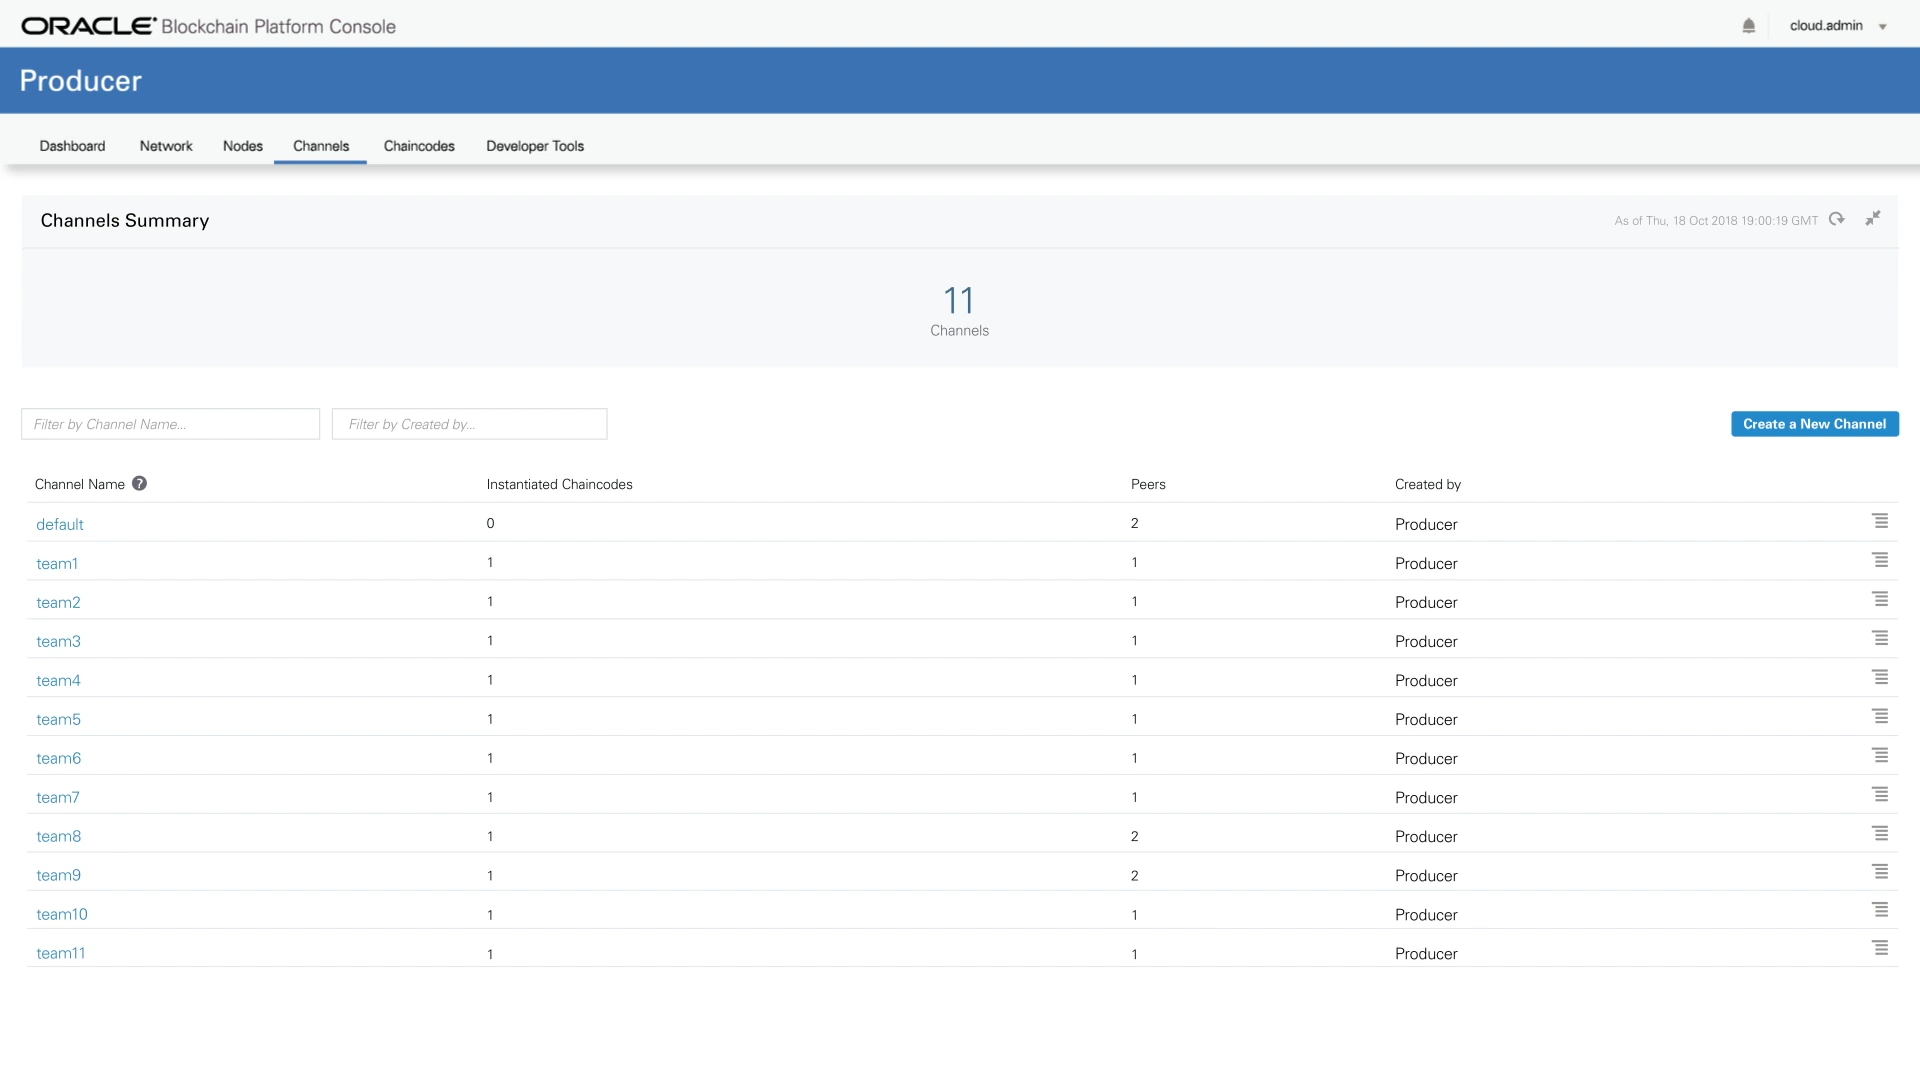 ORACLE Blockchain Platform Console
cloud.admin
Producer
Dashboard Network Nodes Channels Chaincodes Developer Tools
Channels Summary
As of Thu, 18 Oct 2018 19:00:19 GMT
11
Channels
Filter by Channel Name... Filter by Created by... Create a New Channel
Channel Name ? Instantiated Chaincodes Peers Created by
default 0 2 Producer
team1 1 1 Producer
team2 1 1 Producer
team3 1 1 Producer
team4 1 1 Producer
team5 1 1 Producer
team6 1 1 Producer
team7 1 1 Producer
team8 1 2 Producer
team9 1 2 Producer
team10 1 1 Producer
team11 1 1 Producer